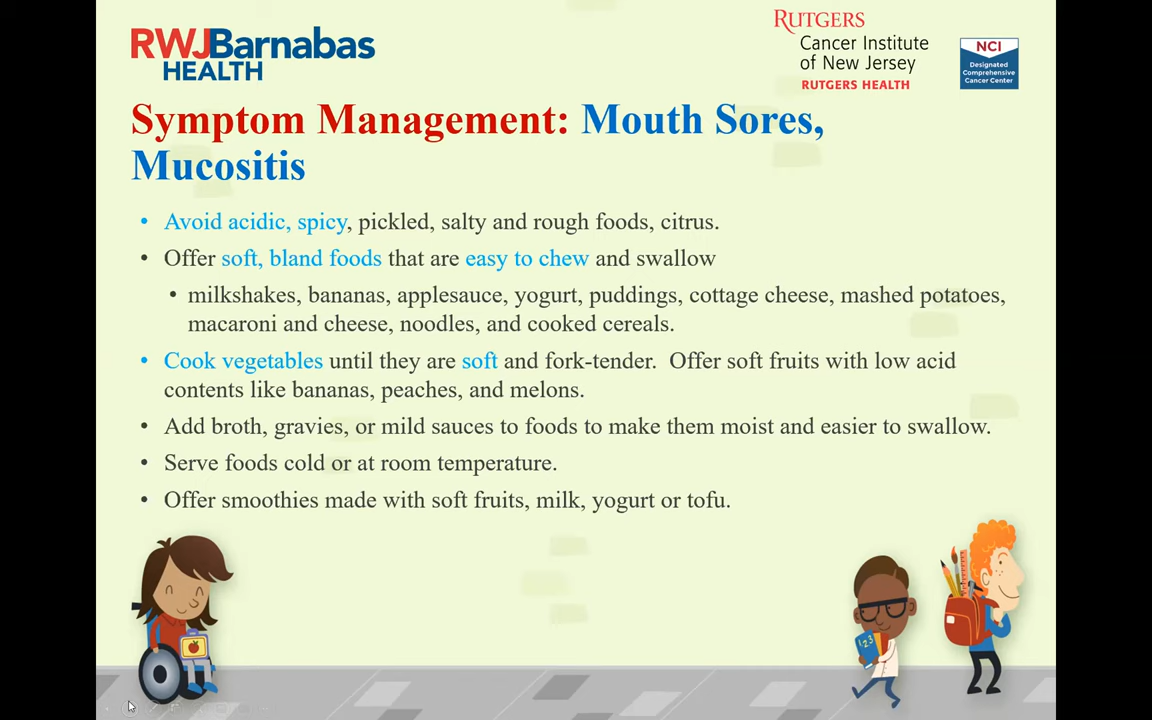 RWJBarnabas
HEALTH
RUTGERS
Cancer Institute
of New Jersey
RUTGERS HEALTH
NCI
Designated
Comprehensive
Cancer Center
Symptom Management: Mouth Sores,
Mucositis
• Avoid acidic, spicy, pickled, salty and rough foods, citrus.
• Offer soft, bland foods that are easy to chew and swallow
• milkshakes, bananas, applesauce, yogurt, puddings, cottage cheese, mashed potatoes,
macaroni and cheese, noodles, and cooked cereals.
• Cook vegetables until they are soft and fork-tender.  Offer soft fruits with low acid
contents like bananas, peaches, and melons.
• Add broth, gravies, or mild sauces to foods to make them moist and easier to swallow.
• Serve foods cold or at room temperature.
• Offer smoothies made with soft fruits, milk, yogurt or tofu.
123